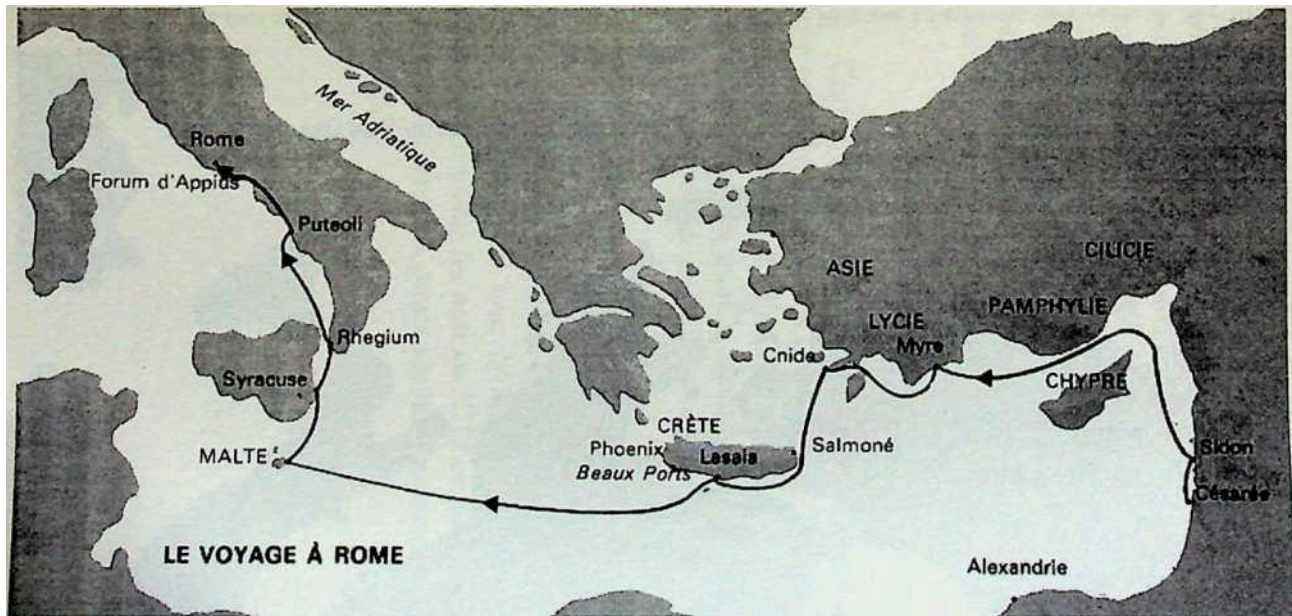 Mer Adriatique
Rome
Forum d'Appius
Puteoli
ASIE
CILICIE
PAMPHYLIE
LYCIE
Myre
Rhegium
Cnide
Syracuse
CHYPRE
CRÈTE
Phoenix
Salmoné
MALTE
Lasaïa
Beaux Ports
Sidon
Césarée
LE VOYAGE À ROME
Alexandrie